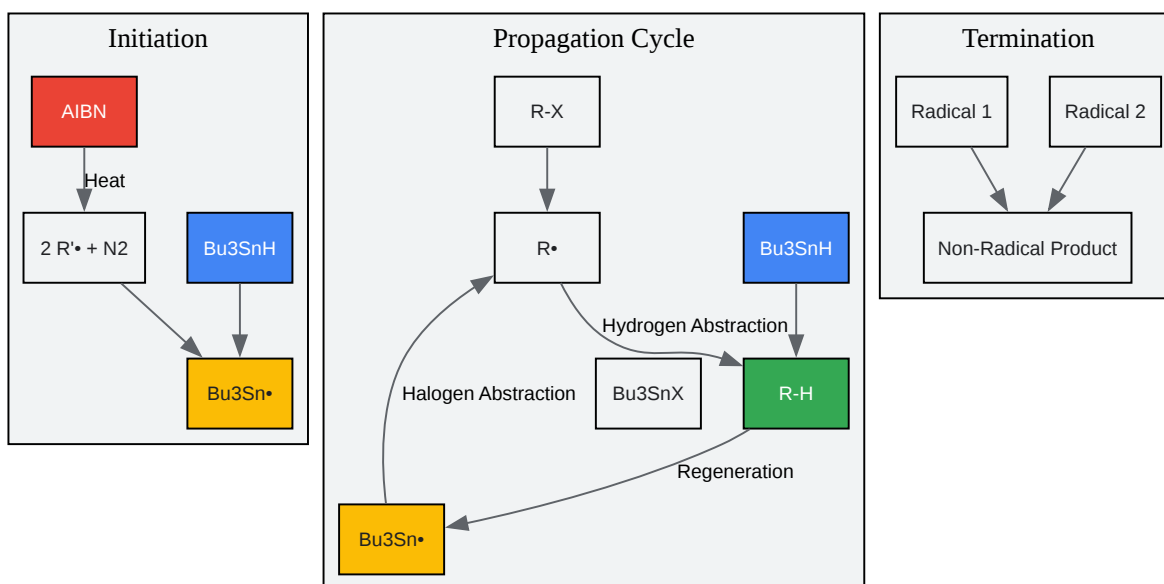 Initiation
AIBN
Heat
2 R'• + N2
Bu3SnH
Bu3Sn•
Propagation Cycle
R-X
R•
Bu3SnH
Hydrogen Abstraction
Halogen Abstraction
Bu3SnX
R-H
Regeneration
Bu3Sn•
Termination
Radical 1
Radical 2
Non-Radical Product